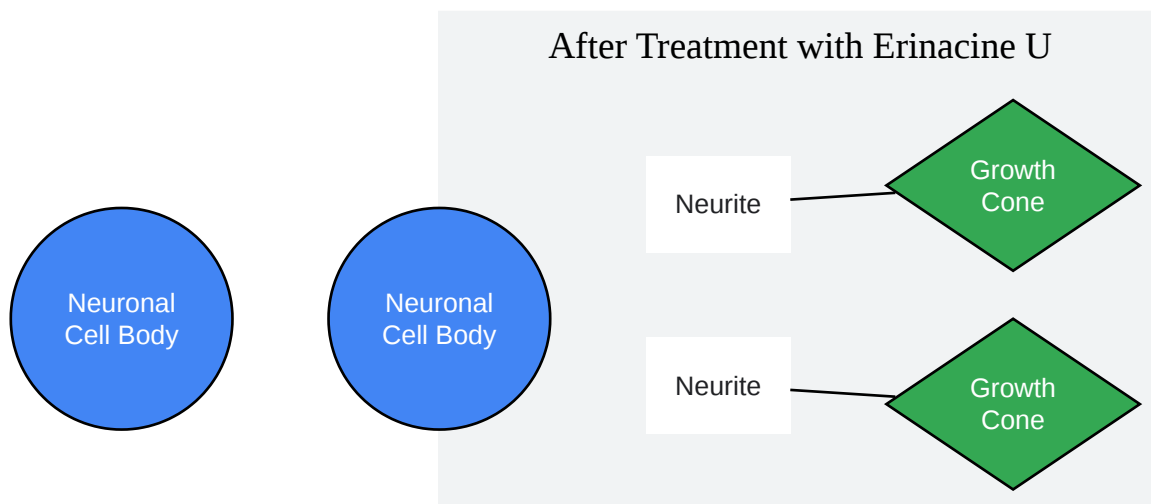 After Treatment with Erinacine U
Neuronal
Cell Body
Neuronal
Cell Body
Neurite
Growth
Cone
Neurite
Growth
Cone